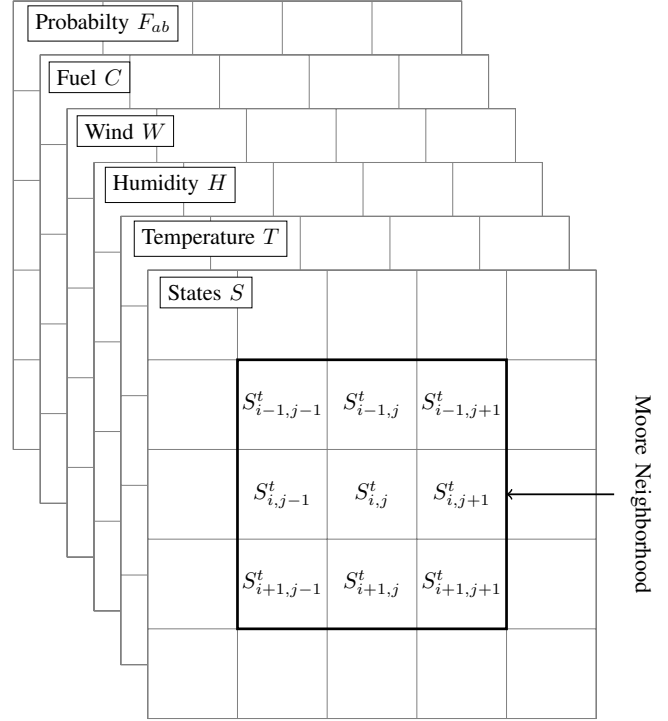 Probabilty F_{ab}
Fuel C
Wind W
Humidity H
Temperature T
States S
S^t_{i-1,j-1} S^t_{i-1,j} S^t_{i-1,j+1}
S^t_{i,j-1} S^t_{i,j} S^t_{i,j+1}
S^t_{i+1,j-1} S^t_{i+1,j} S^t_{i+1,j+1}
Moore Neighborhood